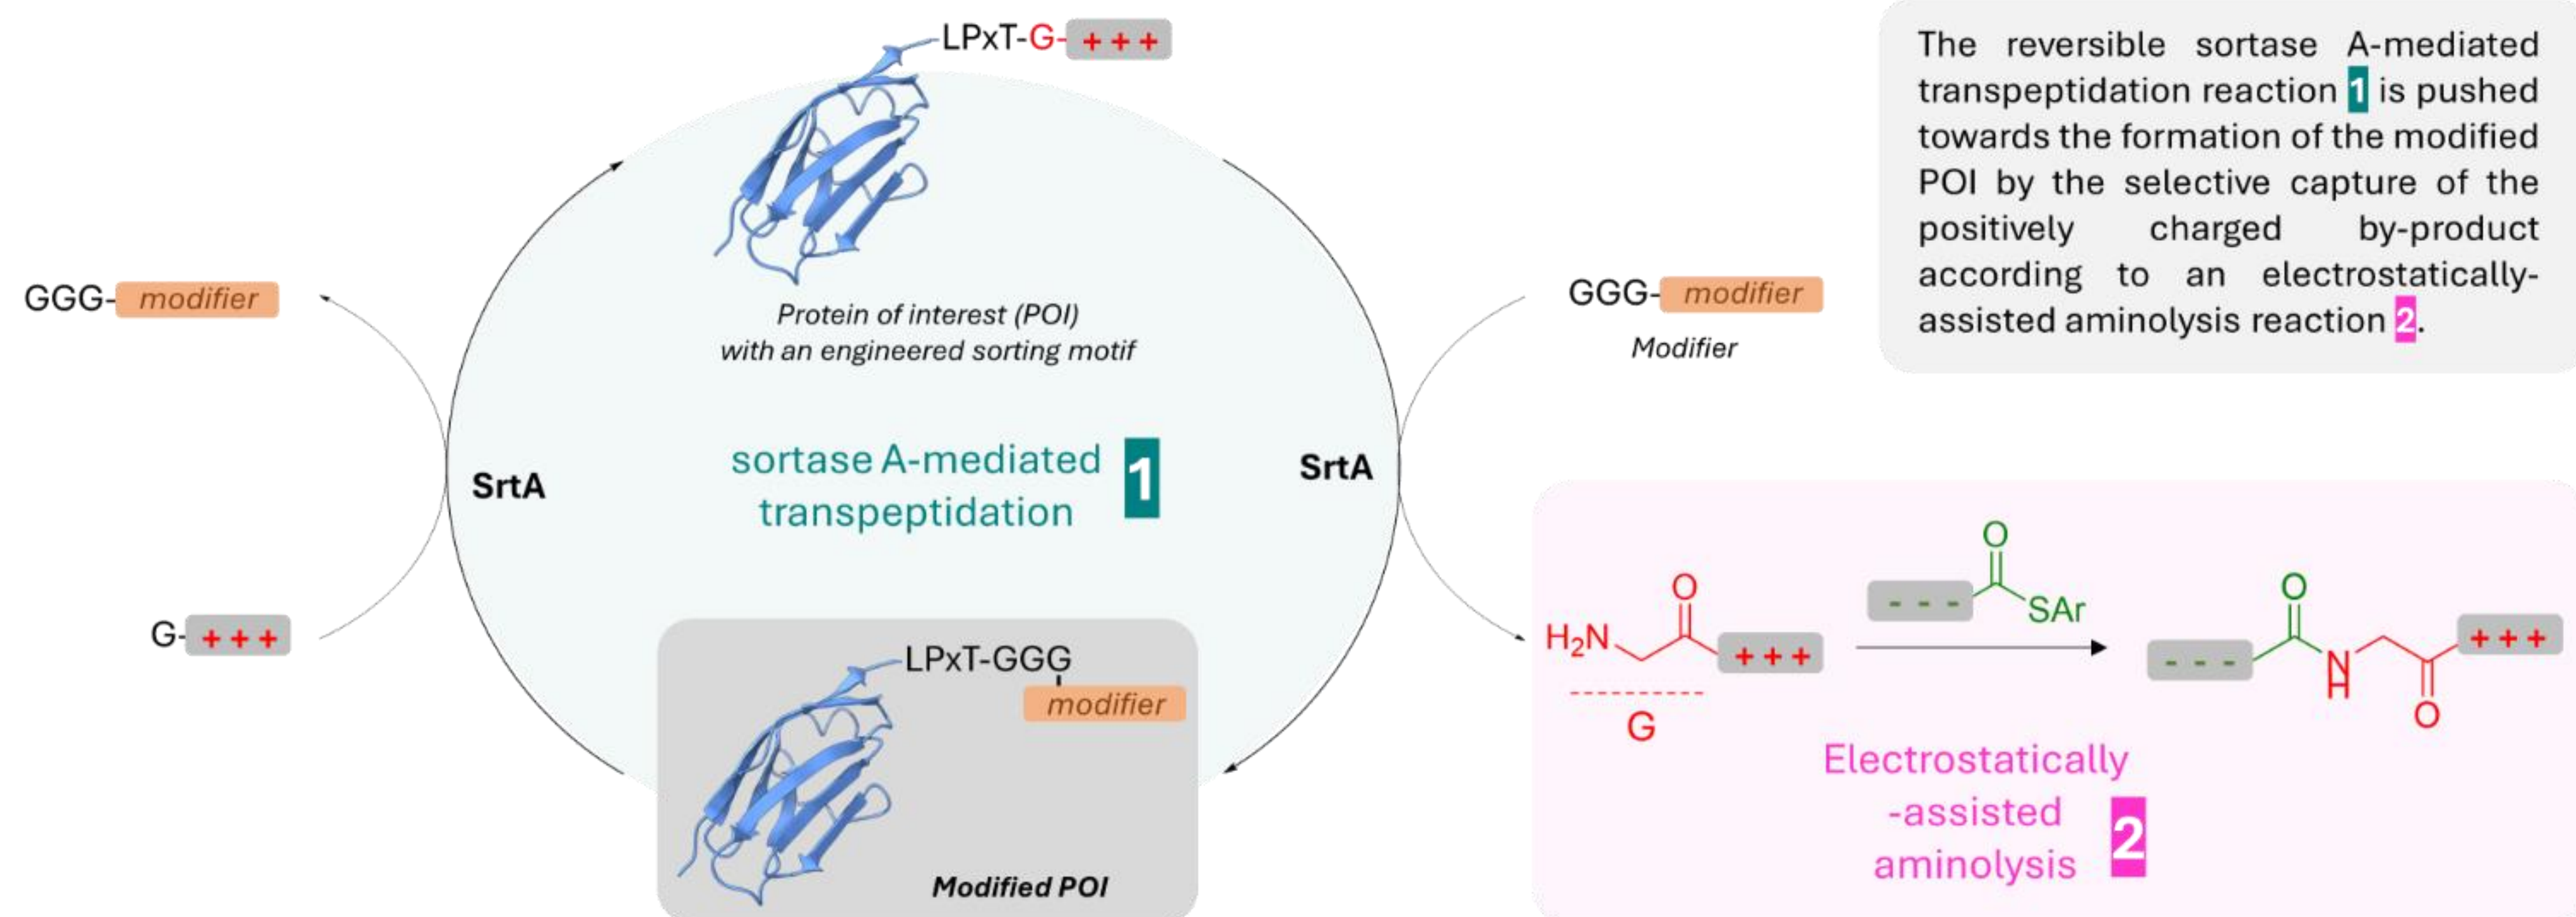 LPxT-G-+ + +
The reversible sortase A-mediated
transpeptidation reaction 1 is pushed
towards the formation of the modified
POI by the selective capture of the
positively charged by-product
according to an electrostatically-
assisted aminolysis reaction 2.
GGG-modifier
Protein of interest (POI)
with an engineered sorting motif
GGG-modifier
Modifier
sortase A-mediated
transpeptidation
1
SrtA
SrtA
G-+ + +
LPxT-GGG
modifier
Modified POI
H₂N
O
+ + +
G
- - -
O
SAr
- - -
O
N
H
O
+ + +
Electrostatically
-assisted
aminolysis
2